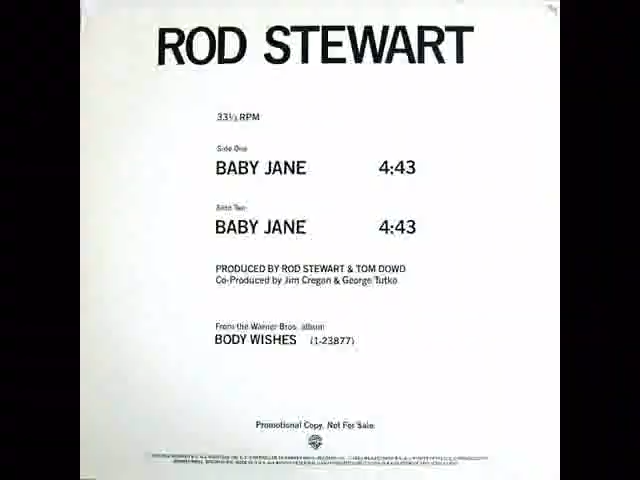 ROD STEWART
33⅓ RPM
Side One
BABY JANE 4:43
Side Two
BABY JANE 4:43
PRODUCED BY ROD STEWART & TOM DOWD
Co-Produced by Jim Cregan & George Tutko
From the Warner Bros. album
BODY WISHES (1-23877)
Promotional Copy, Not For Sale.